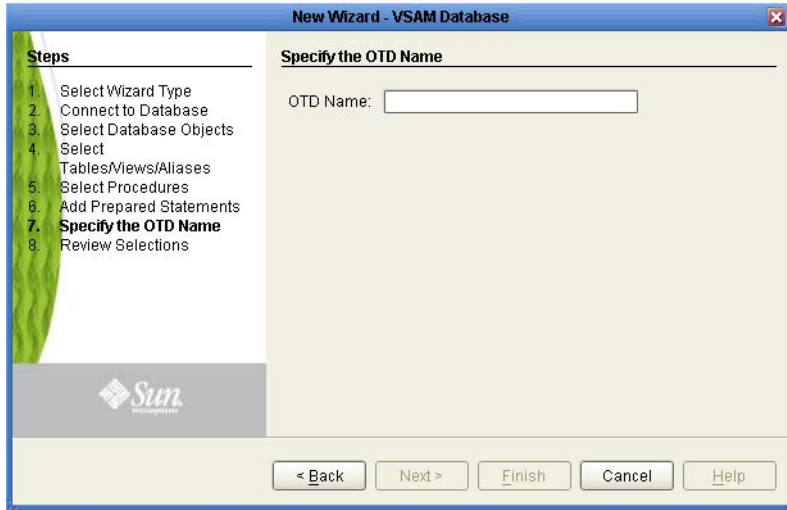 New Wizard - VSAM Database
Steps
1. Select Wizard Type
2. Connect to Database
3. Select Database Objects
4. Select
Tables/Views/Aliases
5. Select Procedures
6. Add Prepared Statements
7. Specify the OTD Name
8. Review Selections
Specify the OTD Name
OTD Name:
Sun
microsystems
< Back
Next >
Finish
Cancel
Help